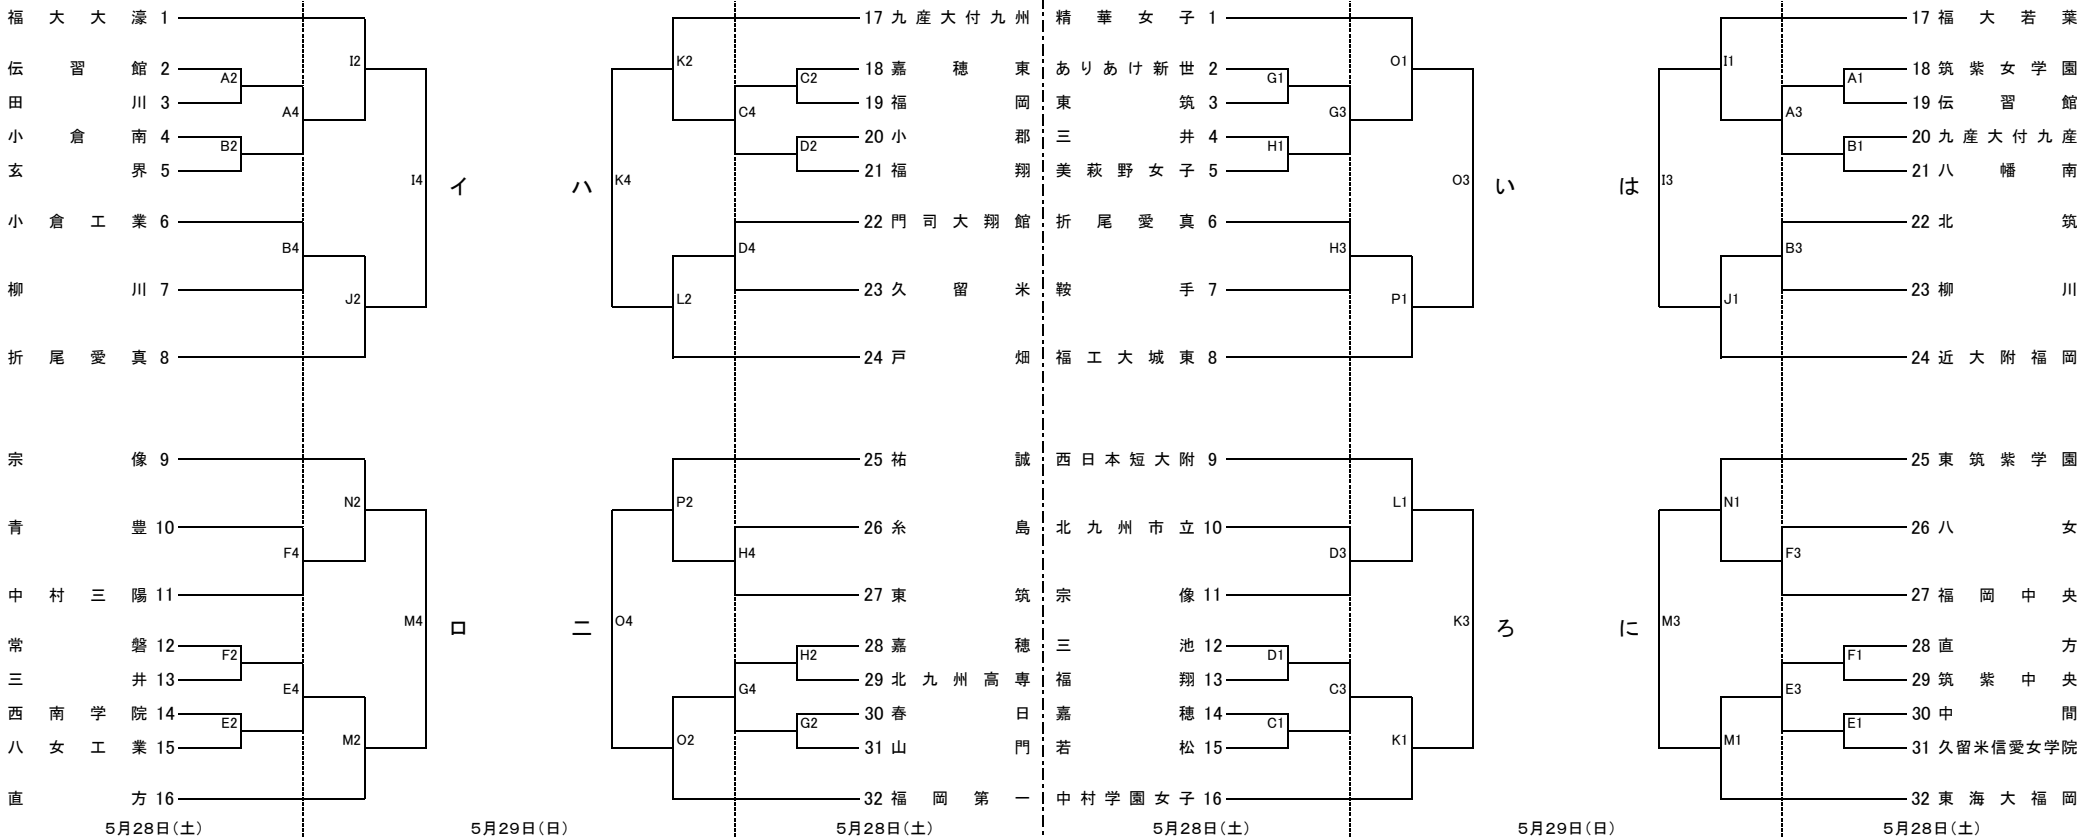 福大大濠 1
伝習館 2
田川 3
小倉南 4
玄界 5
小倉工業 6
柳川 7
折尾愛真 8
宗像 9
青豊 10
中村三陽 11
常磐 12
三井 13
西南学院 14
八女工業 15
直方 16
A2
B2
A4
B4
I2
J2
I4
イ
F4
F2
E2
E4
N2
M2
M4
ロ
ハ
K4
K2
L2
C4
D4
C2
D2
ニ
O4
P2
O2
H4
G4
H2
G2
17 九産大付九州
18 嘉穂東
19 福岡
20 小郡
21 福翔
22 門司大翔館
23 久留米
24 戸畑
25 祐誠
26 糸島
27 東筑
28 嘉穂
29 北九州高専
30 春日
31 山門
32 福岡第一
精華女子 1
ありあけ新世 2
東筑 3
三井 4
美萩野女子 5
折尾愛真 6
鞍手 7
福工大城東 8
西日本短大附 9
北九州市立 10
宗像 11
三池 12
福翔 13
嘉穂 14
若松 15
中村学園女子 16
G1
H1
G3
H3
O1
P1
O3
い
D3
D1
C1
C3
L1
K1
K3
ろ
は
I3
I1
J1
A3
B3
A1
B1
に
M3
N1
M1
F3
E3
F1
E1
17 福大若葉
18 筑紫女学園
19 伝習館
20 九産大付九産
21 八幡南
22 北筑
23 柳川
24 近大附福岡
25 東筑紫学園
26 八女
27 福岡中央
28 直方
29 筑紫中央
30 中間
31 久留米信愛女学院
32 東海大福岡
5月28日(土)
5月29日(日)
5月28日(土)
5月28日(土)
5月29日(日)
5月28日(土)